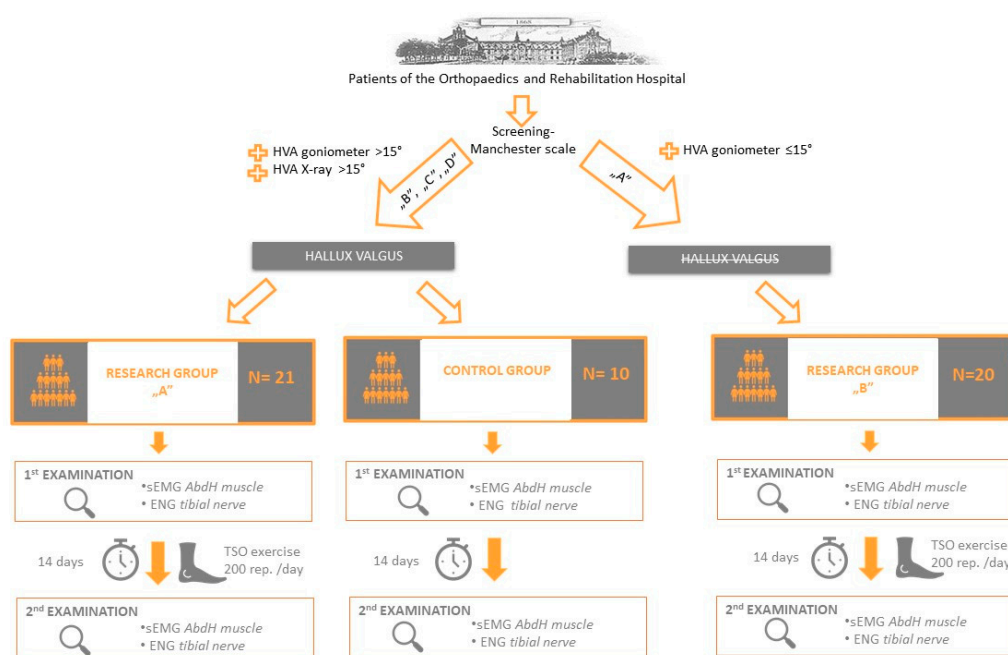 1868
Patients of the Orthopaedics and Rehabilitation Hospital
Screening-
Manchester scale
HVA goniometer >15°
HVA X-ray >15°
HVA goniometer ≤15°
„B”, „C”, „D”
„A”
HALLUX VALGUS
HALLUX VALGUS
RESEARCH GROUP
„A”
N= 21
CONTROL GROUP
N= 10
RESEARCH GROUP
„B”
N=20
1st EXAMINATION
•sEMG AbdH muscle
• ENG tibial nerve
1st EXAMINATION
•sEMG AbdH muscle
• ENG tibial nerve
1st EXAMINATION
•sEMG AbdH muscle
• ENG tibial nerve
14 days
TSO exercise
200 rep. /day
14 days
14 days
TSO exercise
200 rep. /day
2nd EXAMINATION
•sEMG AbdH muscle
• ENG tibial nerve
2nd EXAMINATION
•sEMG AbdH muscle
• ENG tibial nerve
2nd EXAMINATION
•sEMG AbdH muscle
• ENG tibial nerve